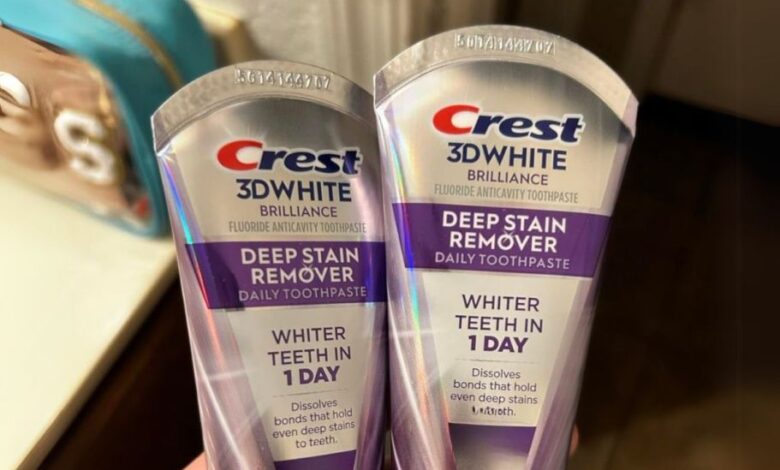 5614144707
Crest
3DWHITE
BRILLIANCE
FLUORIDE ANTICAVITY TOOTHPASTE
DEEP STAIN
REMOVER
DAILY TOOTHPASTE
WHITER
TEETH IN
1 DAY
Dissolves
bonds that hold
even deep stains
to teeth.
Crest
3DWHITE
BRILLIANCE
FLUORIDE ANTICAVITY TOOTHPASTE
DEEP STAIN
REMOVER
DAILY TOOTHPASTE
WHITER
TEETH IN
1 DAY
Dissolves
bonds that hold
even deep stains